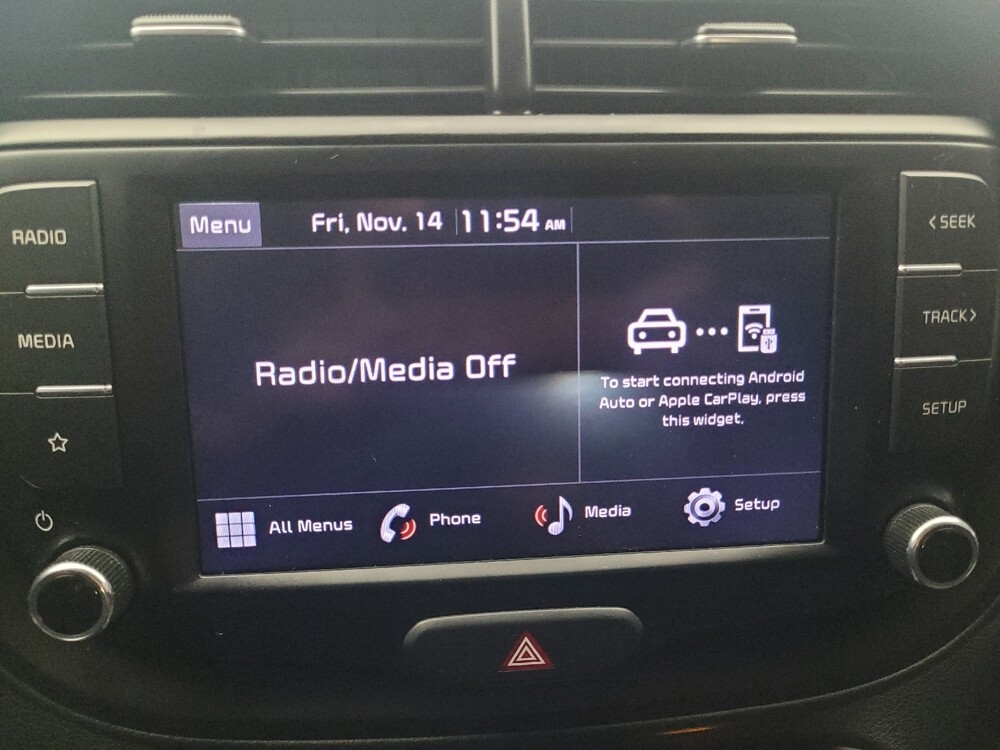 RADIO
MEDIA
Menu
Fri, Nov. 14
11:54 AM
Radio/Media Off
To start connecting Android
Auto or Apple CarPlay, press
this widget.
All Menus
Phone
Media
Setup
< SEEK
TRACK >
SETUP